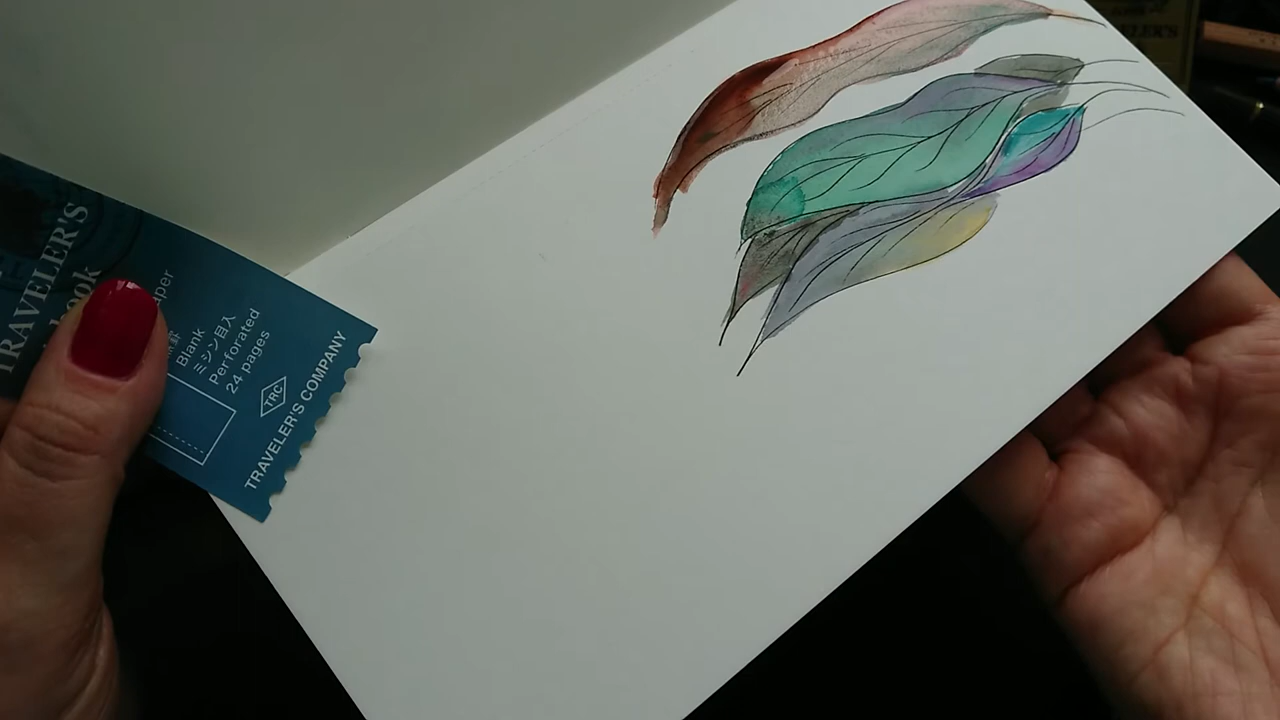 TRAVELER'S
Blank
ミシン目入
Perforated
24 pages
TRC
TRAVELER'S COMPANY